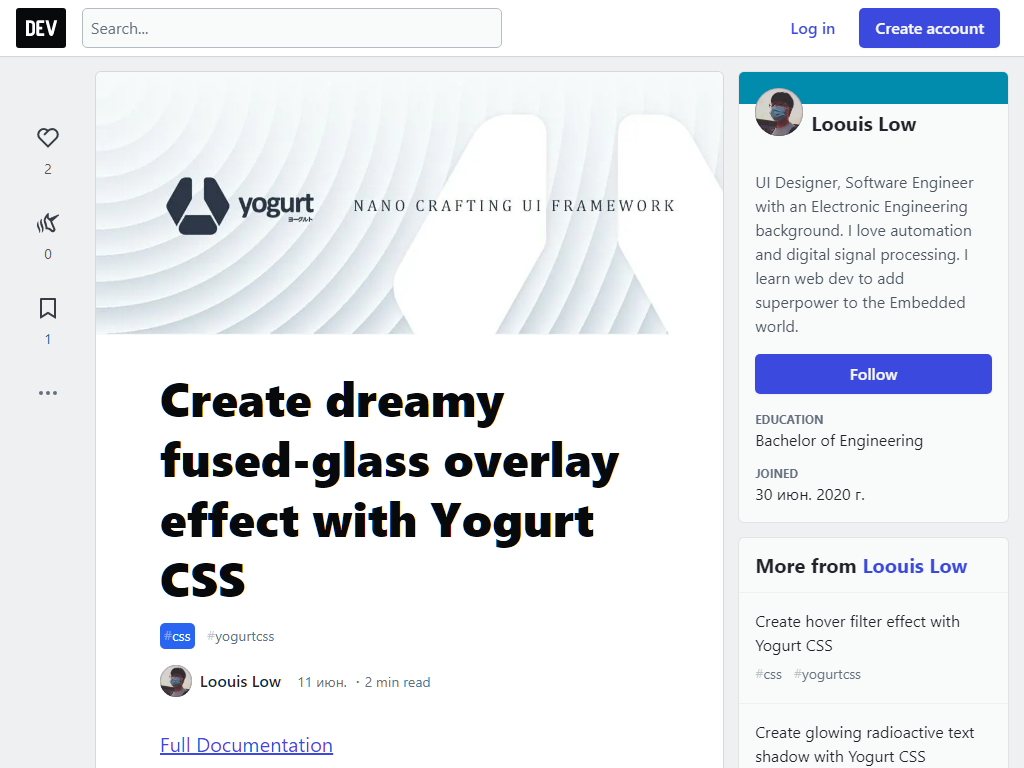 DEV
Search...
Log in
Create account
2
0
1
yogurt
ヨーグルト
NANO CRAFTING UI FRAMEWORK
Create dreamy
fused-glass overlay
effect with Yogurt
CSS
#css #yogurtcss
Loouis Low 11 июн. · 2 min read
Full Documentation
Loouis Low
UI Designer, Software Engineer
with an Electronic Engineering
background. I love automation
and digital signal processing. I
learn web dev to add
superpower to the Embedded
world.
Follow
EDUCATION
Bachelor of Engineering
JOINED
30 июн. 2020 г.
More from Loouis Low
Create hover filter effect with
Yogurt CSS
#css #yogurtcss
Create glowing radioactive text
shadow with Yogurt CSS